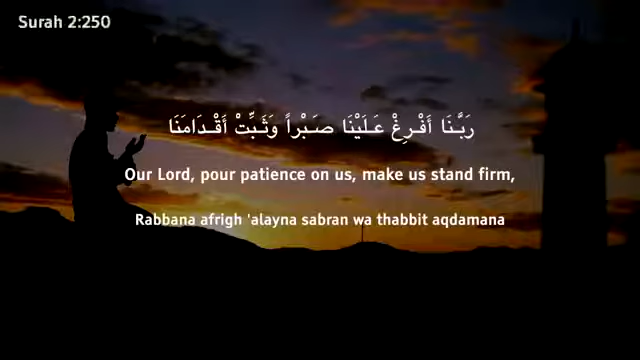 Surah 2:250
رَبَّنَا أَفْرِغْ عَلَيْنَا صَبْراً وَثَبِّتْ أَقْدَامَنَا
Our Lord, pour patience on us, make us stand firm,
Rabbana afrigh 'alayna sabran wa thabbit aqdamana